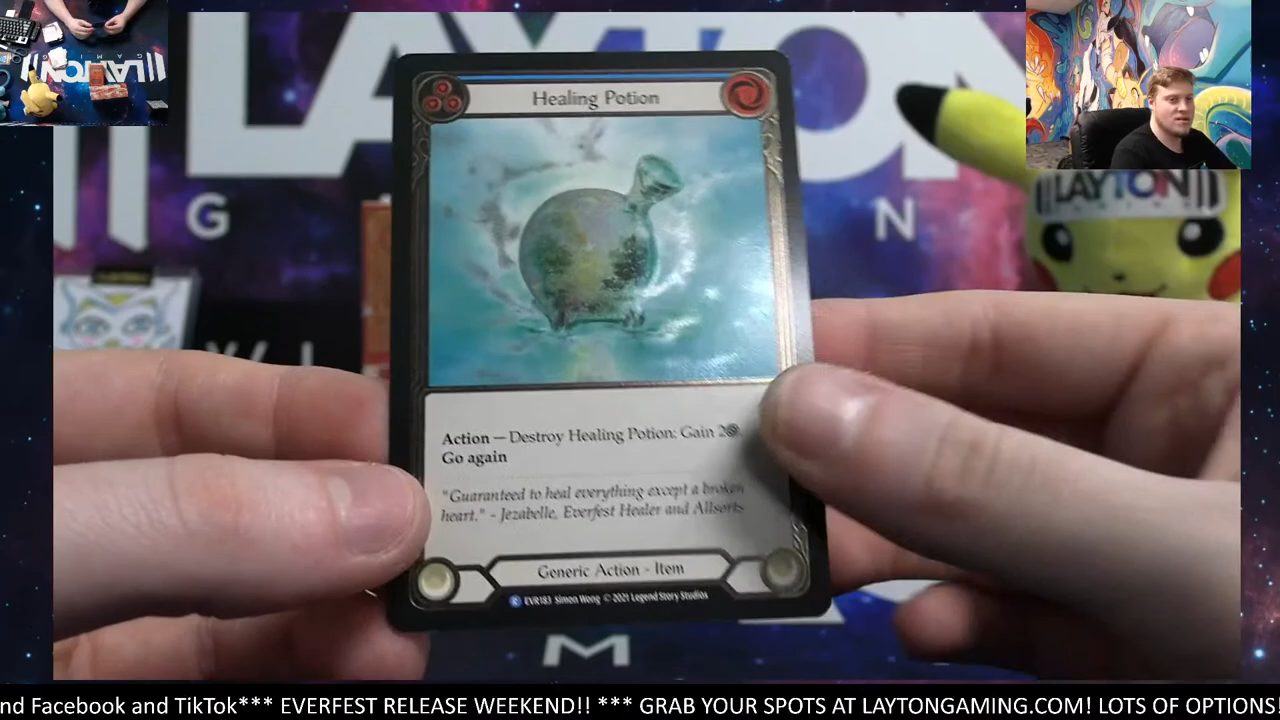 LAYTON
G N
M
LAYTON
Healing Potion
Action — Destroy Healing Potion: Gain 2
Go again
"Guaranteed to heal everything except a broken
heart." - Jezabelle, Everfest Healer and Allsorts
Generic Action - Item
R EVR183 Simon Wong © 2021 Legend Story Studios
nd Facebook and TikTok*** EVERFEST RELEASE WEEKEND!! *** GRAB YOUR SPOTS AT LAYTONGAMING.COM! LOTS OF OPTIONS!